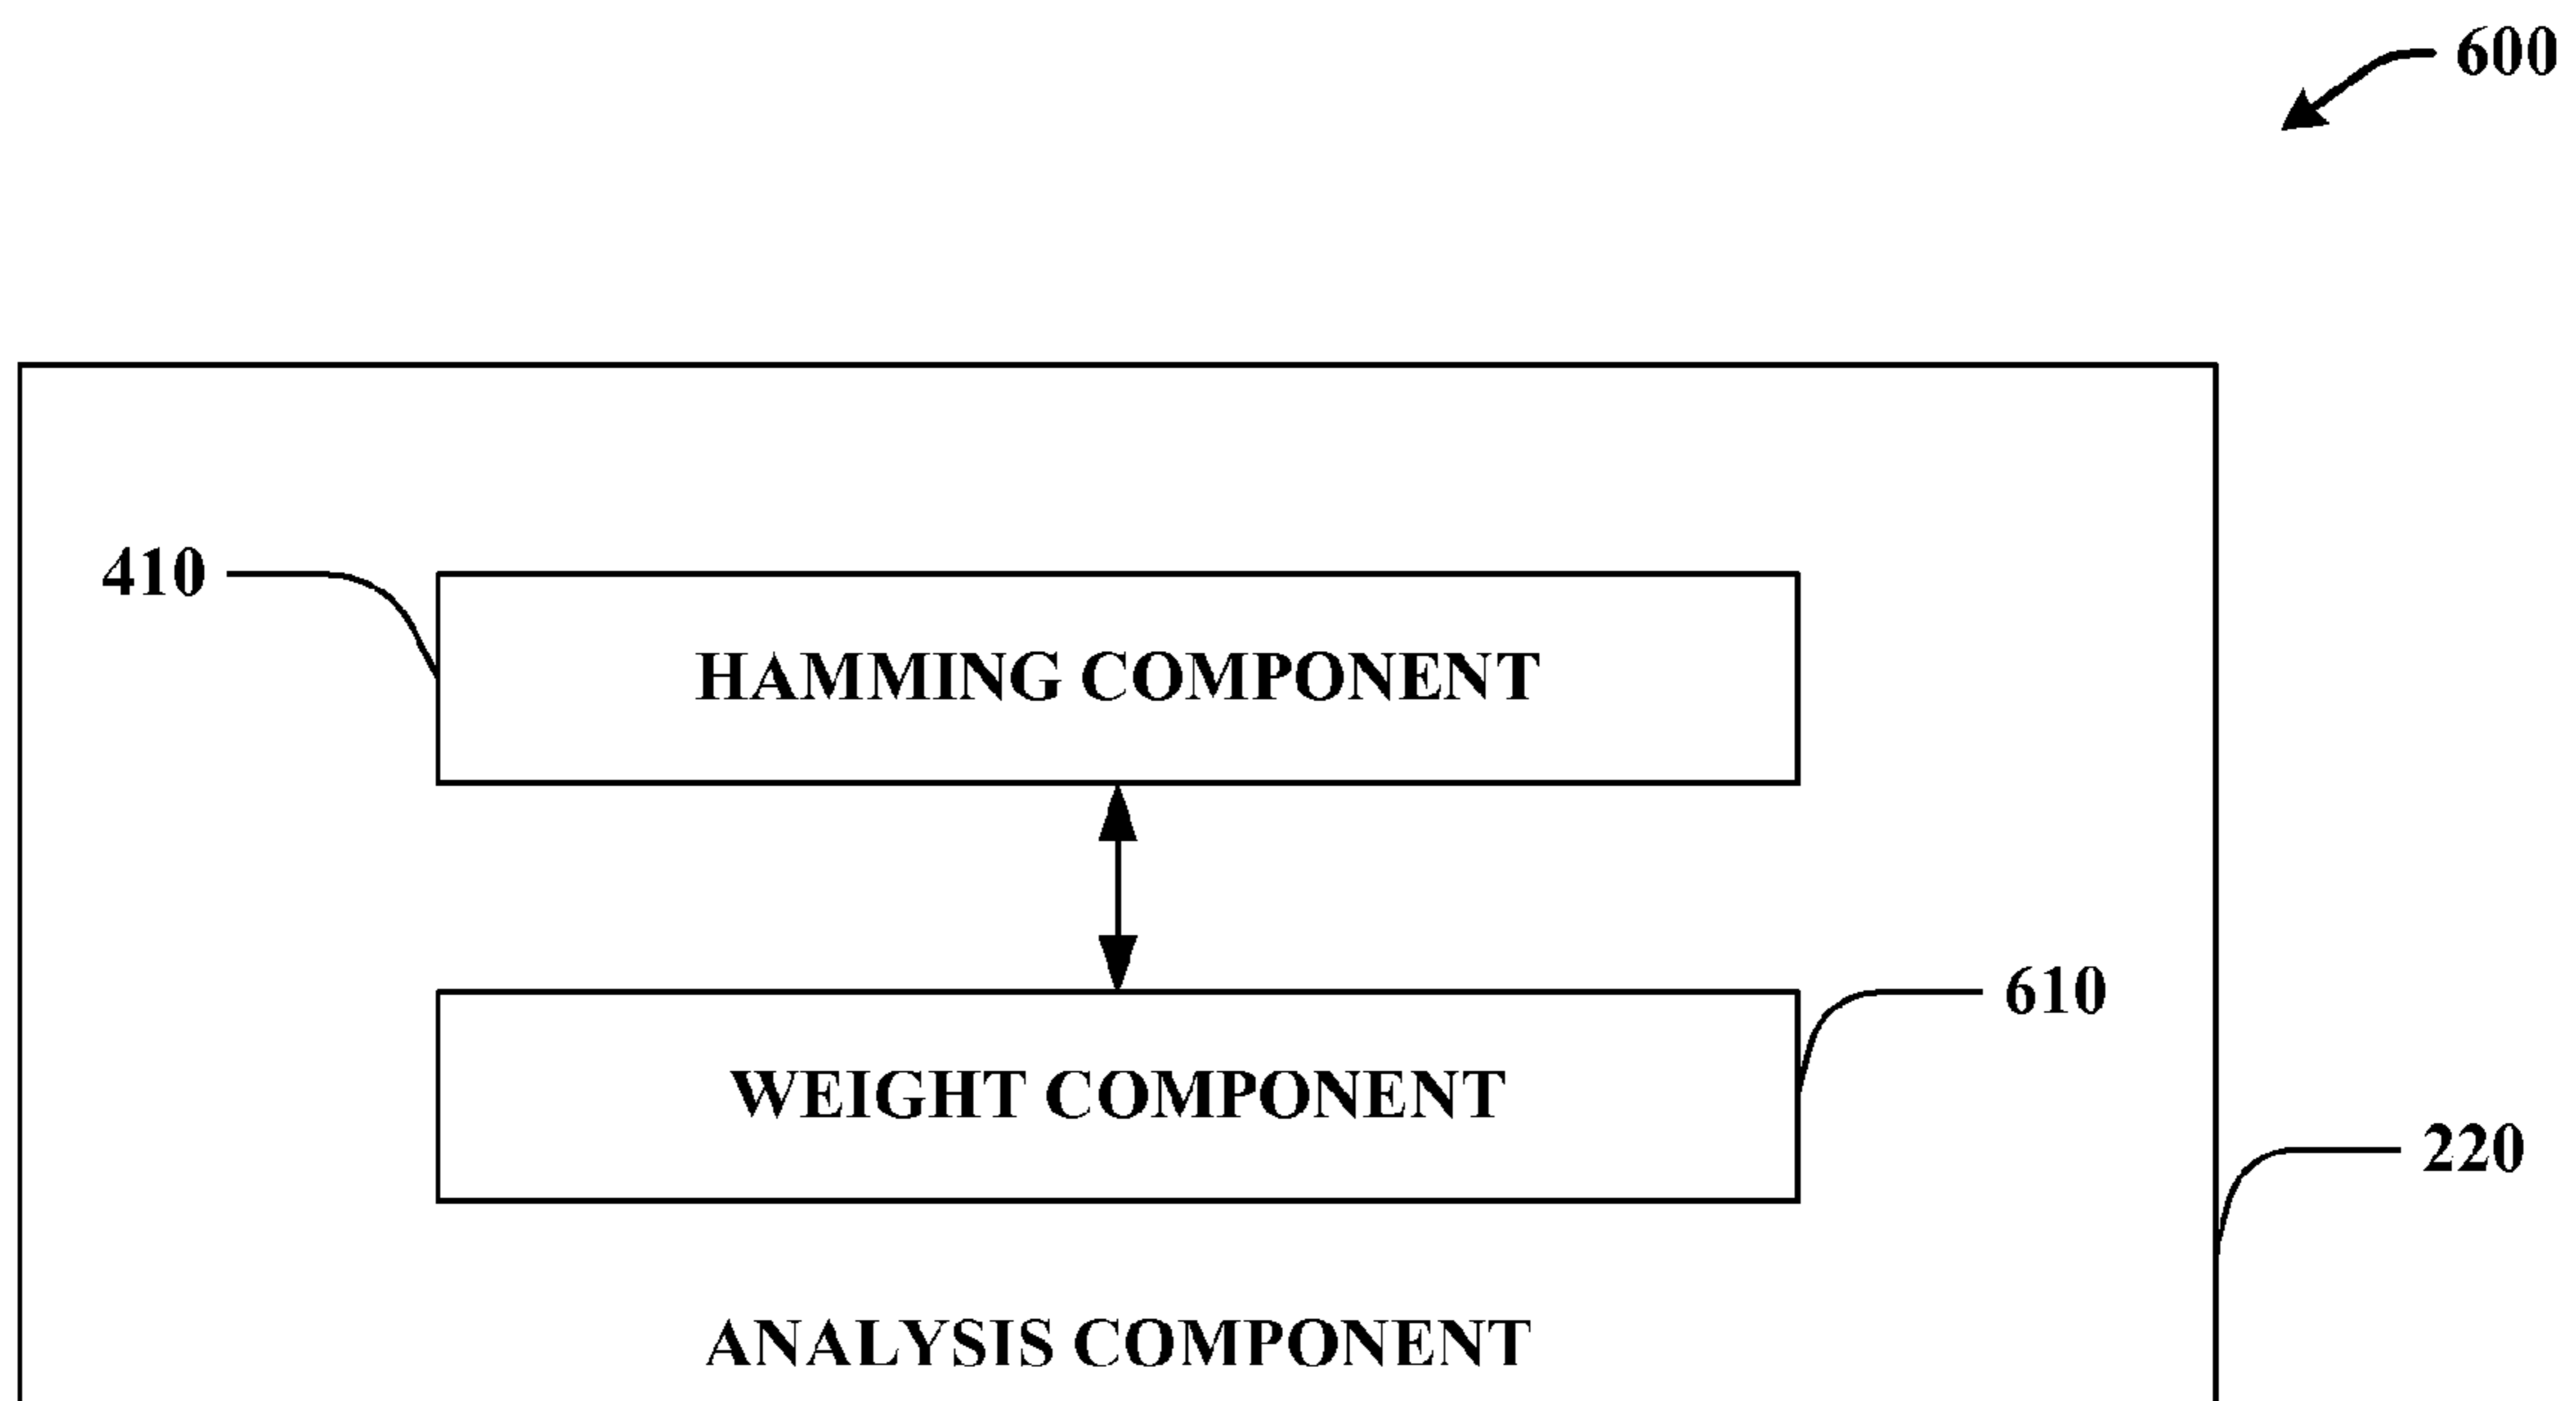 600
410
HAMMING COMPONENT
610
WEIGHT COMPONENT
220
ANALYSIS COMPONENT